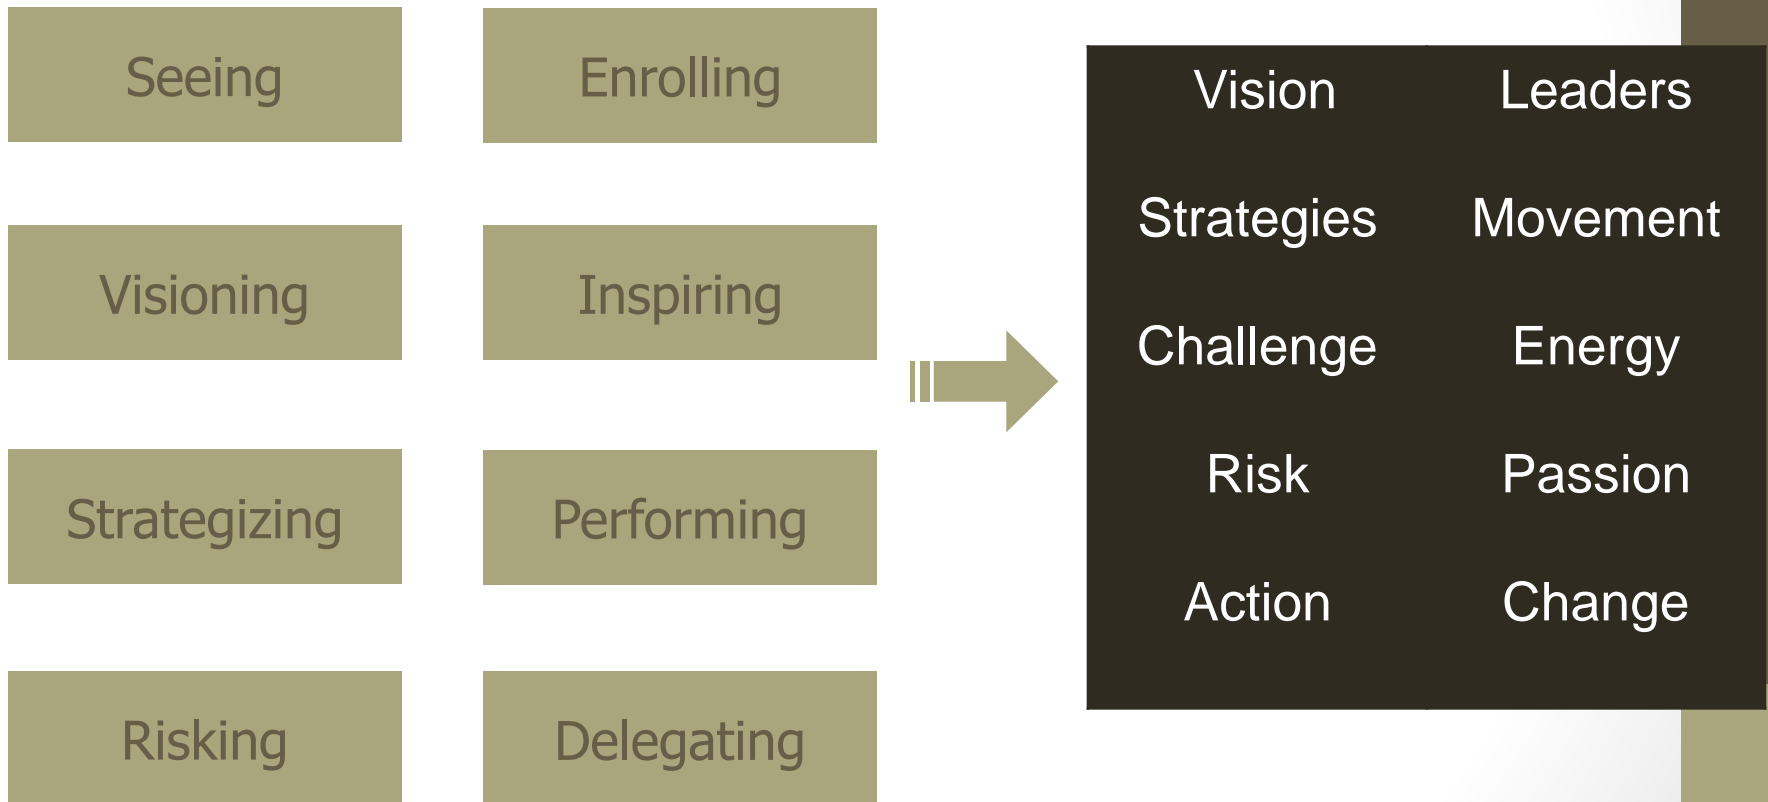 Seeing
Enrolling
Visioning
Inspiring
Strategizing
Performing
Risking
Delegating
Vision Leaders
Strategies Movement
Challenge Energy
Risk Passion
Action Change